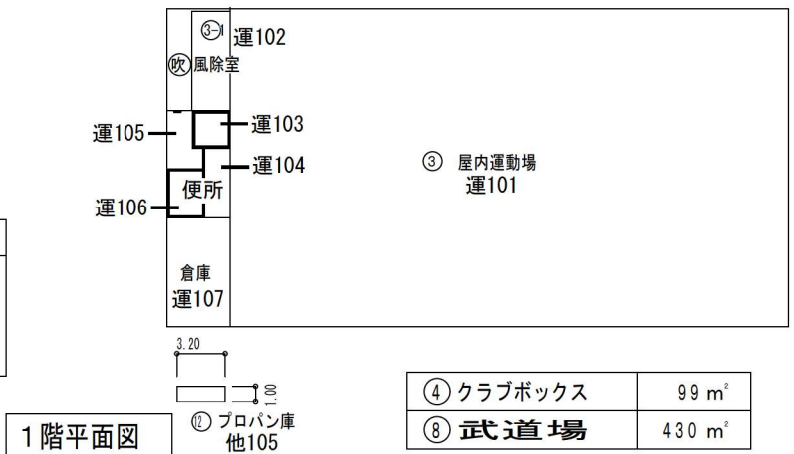 ③-1 運102
吹 風除室
運105
運103
運104
便所
運106
③ 屋内運動場
運101
倉庫
運107
3.20
1.00
⑫ プロパン庫
他105
1階平面図
④ クラブボックス 99 m²
⑧ 武道場 430 m²